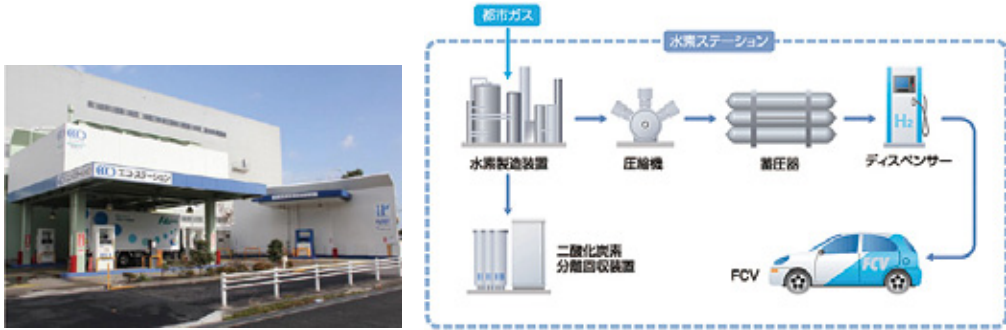 都市ガス
水素ステーション
水素製造装置
圧縮機
蓄圧器
ディスペンサー
H2
二酸化炭素
分離回収装置
FCV
FCV
エコ・ステーション